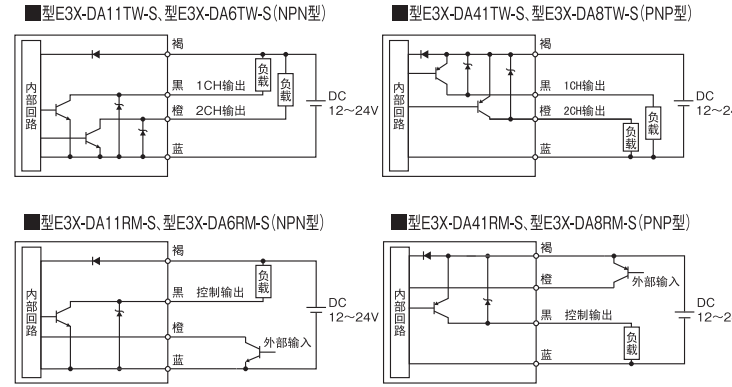 ■型E3X-DA11TW-S、型E3X-DA6TW-S(NPN型)
褐
内部回路
黑 1CH输出
负载
橙 2CH输出
负载
DC
12~24V
蓝
■型E3X-DA41TW-S、型E3X-DA8TW-S(PNP型)
褐
内部回路
黑 1CH输出
负载
橙 2CH输出
负载
DC
12~24
蓝
■型E3X-DA11RM-S、型E3X-DA6RM-S(NPN型)
褐
内部回路
负载
黑 控制输出
DC
12~24V
橙
外部输入
蓝
■型E3X-DA41RM-S、型E3X-DA8RM-S(PNP型)
褐
内部回路
橙
外部输入
黑 控制输出
DC
12~2
负载
蓝